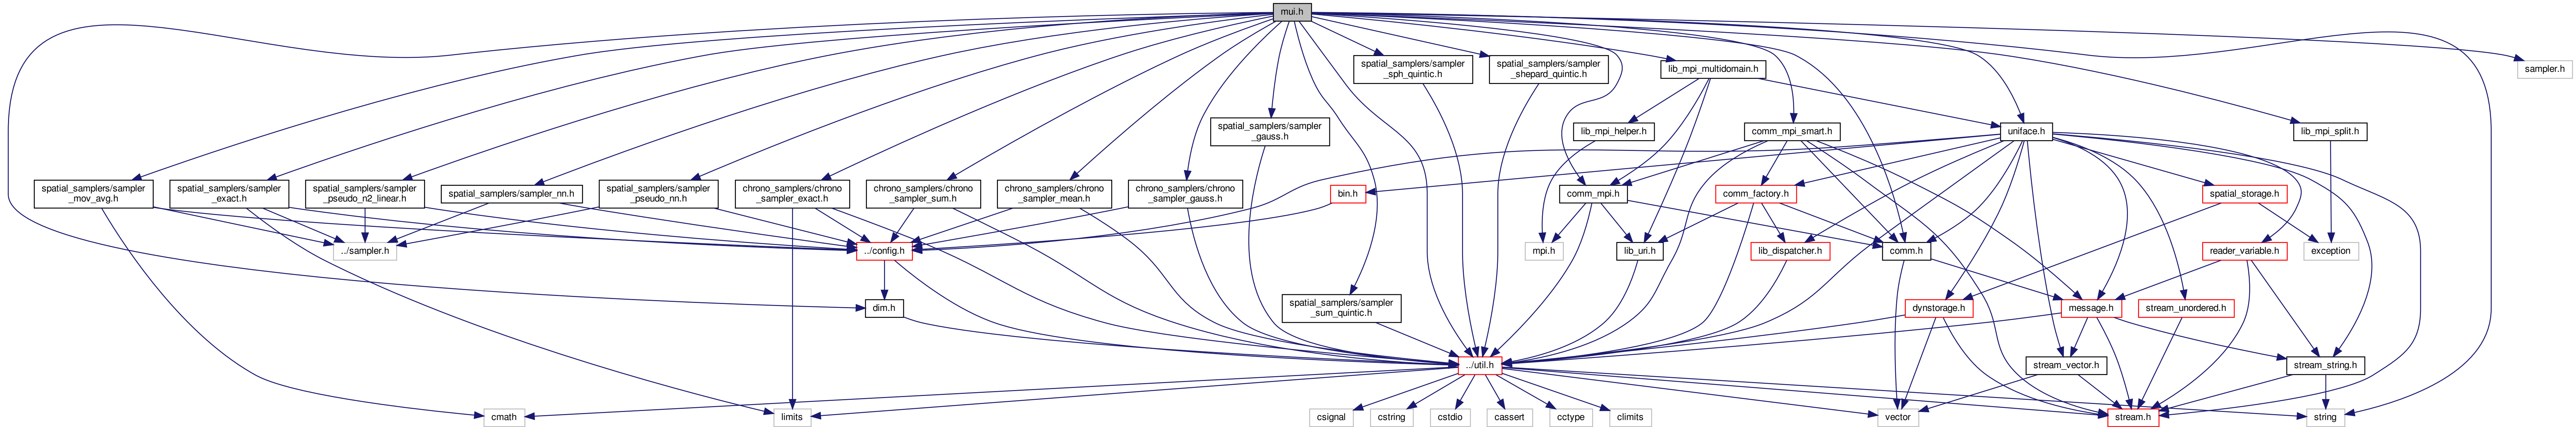 mui.h
spatial_samplers/sampler
_sph_quintic.h
spatial_samplers/sampler
_shepard_quintic.h
lib_mpi_multidomain.h
sampler.h
spatial_samplers/sampler
_gauss.h
lib_mpi_helper.h
comm_mpi_smart.h
uniface.h
lib_mpi_split.h
spatial_samplers/sampler
_mov_avg.h
spatial_samplers/sampler
_exact.h
spatial_samplers/sampler
_pseudo_n2_linear.h
spatial_samplers/sampler_nn.h
spatial_samplers/sampler
_pseudo_nn.h
chrono_samplers/chrono
_sampler_exact.h
chrono_samplers/chrono
_sampler_sum.h
chrono_samplers/chrono
_sampler_mean.h
chrono_samplers/chrono
_sampler_gauss.h
bin.h
comm_mpi.h
comm_factory.h
spatial_storage.h
../sampler.h
../config.h
mpi.h
lib_uri.h
lib_dispatcher.h
comm.h
reader_variable.h
exception
dim.h
spatial_samplers/sampler
_sum_quintic.h
dynstorage.h
message.h
stream_unordered.h
../util.h
stream_vector.h
stream_string.h
cmath
limits
csignal
cstring
cstdio
cassert
cctype
climits
vector
stream.h
string